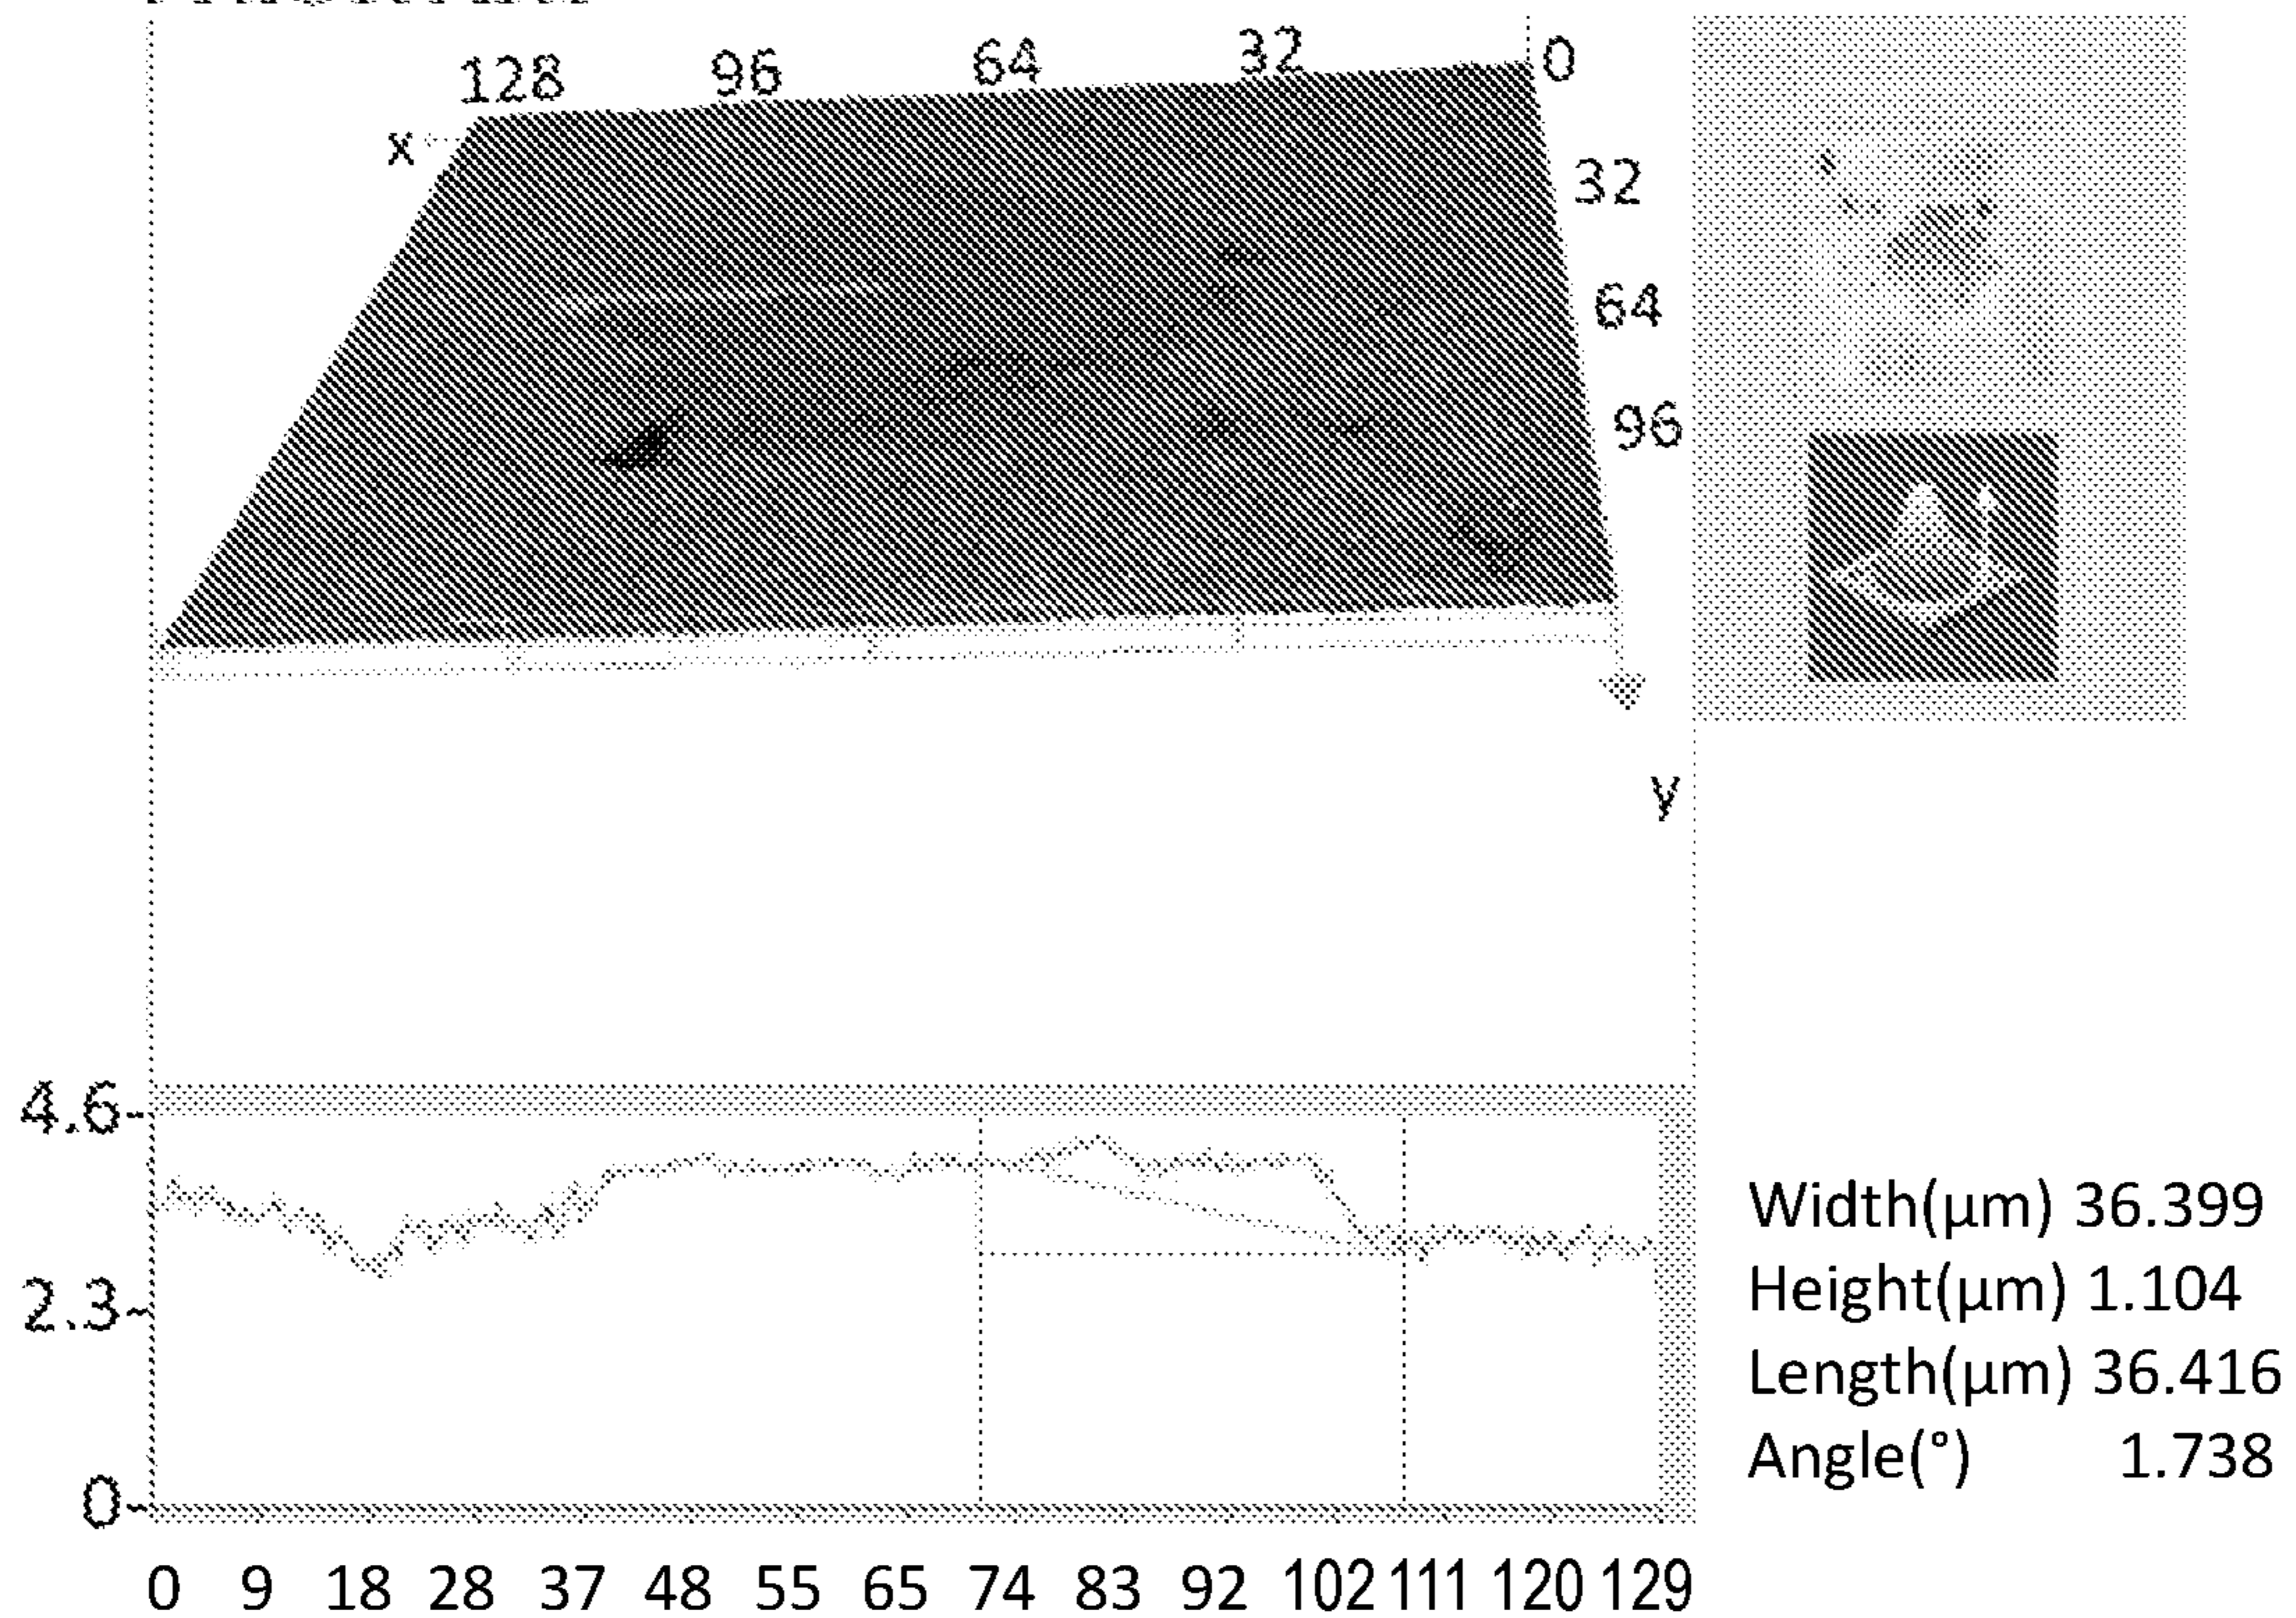 128 96 64 32 0
x
32
64
96
y
4.6
2.3
0
Width(μm) 36.399
Height(μm) 1.104
Length(μm) 36.416
Angle(°) 1.738
0 9 18 28 37 48 55 65 74 83 92 102 111 120 129